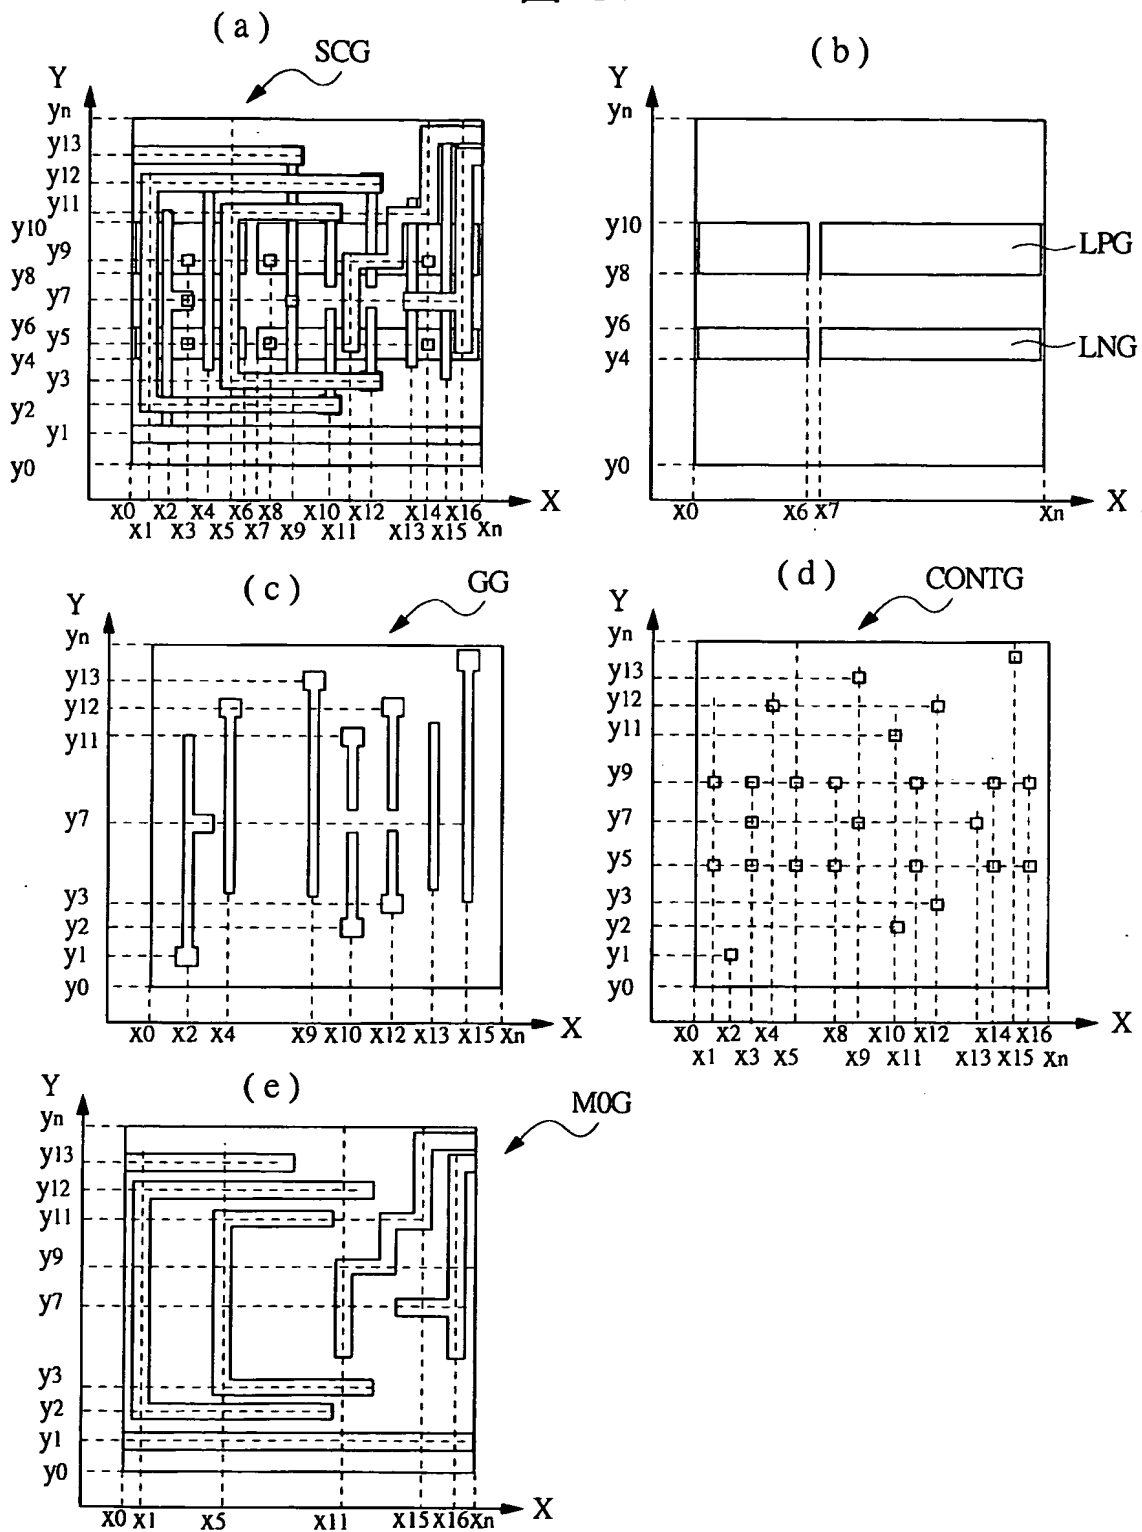 (a)
SCG
Y
yn
y13
y12
y11
y10
y9
y8
y7
y6
y5
y4
y3
y2
y1
y0
X0 X2 X4 X6 X8 X10 X12 X14 X16
X1 X3 X5 X7 X9 X11 X13 X15 Xn
X
(b)
Y
yn
y10
y8
y6
y4
y0
LPG
LNG
X0 X6 X7 Xn
X
(c)
GG
Y
yn
y13
y12
y11
y7
y3
y2
y1
y0
X0 X2 X4 X9 X10 X12 X13 X15 Xn
X
(d)
CONTG
Y
yn
y13
y12
y11
y9
y7
y5
y3
y2
y1
y0
X0 X2 X4 X8 X10 X12 X14 X16
X1 X3 X5 X9 X11 X13 X15 Xn
X
(e)
M0G
Y
yn
y13
y12
y11
y9
y7
y3
y2
y1
y0
X0 X1 X5 X11 X15 X16 Xn
X